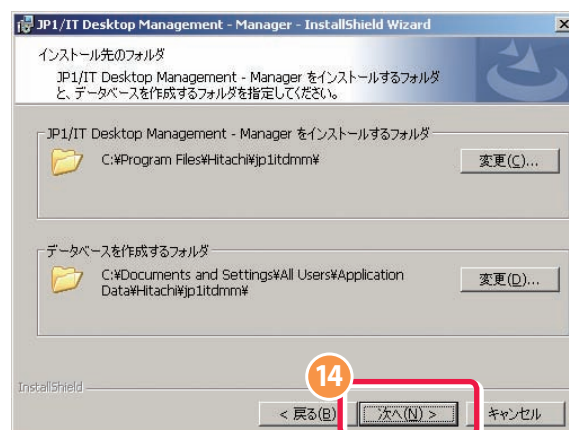 JP1/IT Desktop Management - Manager - InstallShield Wizard
インストール先のフォルダ
JP1/IT Desktop Management - Manager をインストールするフォルダ
と、データベースを作成するフォルダを指定してください。
JP1/IT Desktop Management - Manager をインストールするフォルダ
C:¥Program Files¥Hitachi¥jp1itdmm¥
変更(C)...
データベースを作成するフォルダ
C:¥Documents and Settings¥All Users¥Application
Data¥Hitachi¥jp1itdmm¥
変更(D)...
InstallShield
14
< 戻る(B) 次へ(N) > キャンセル